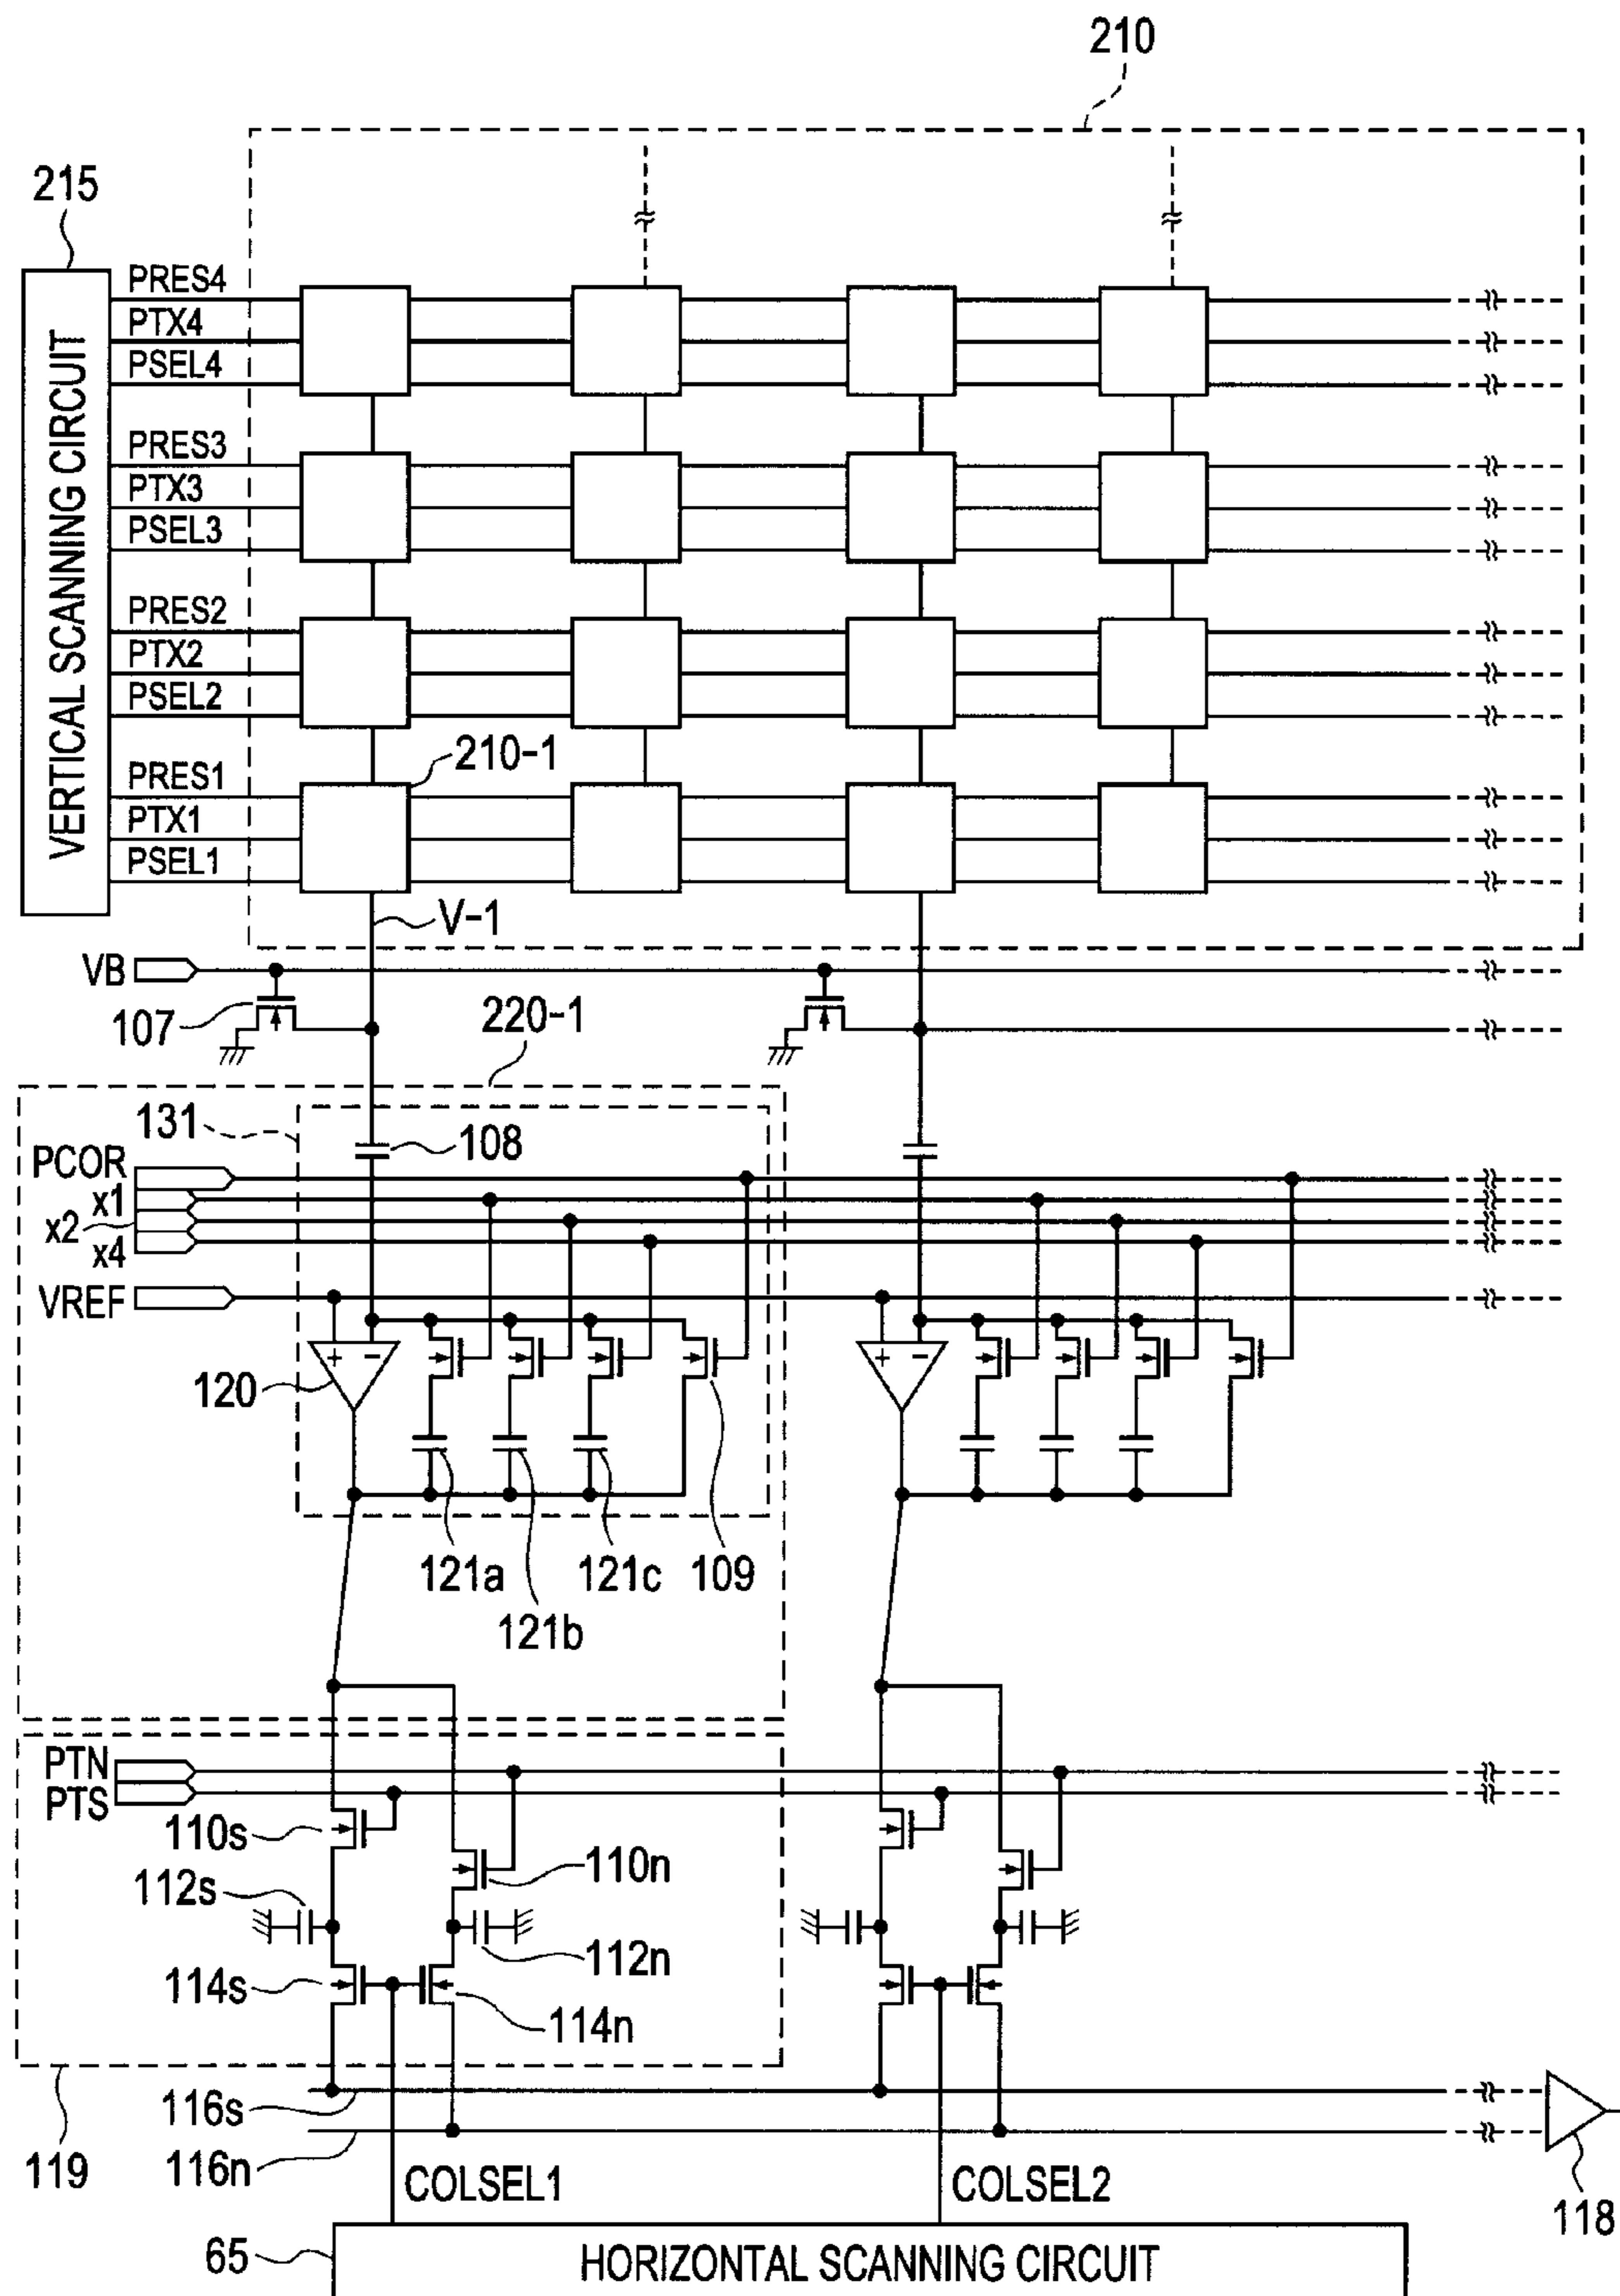 210
215
VERTICAL SCANNING CIRCUIT
PRES4
PTX4
PSEL4
PRES3
PTX3
PSEL3
PRES2
PTX2
PSEL2
210-1
PRES1
PTX1
PSEL1
V-1
VB
107
220-1
131
108
PCOR
x1
x2
x4
VREF
+ -
+ -
120
121a
121c
109
121b
PTN
PTS
110s
110n
112s
112n
114s
114n
116s
119
116n
COLSEL1
COLSEL2
118
65
HORIZONTAL SCANNING CIRCUIT